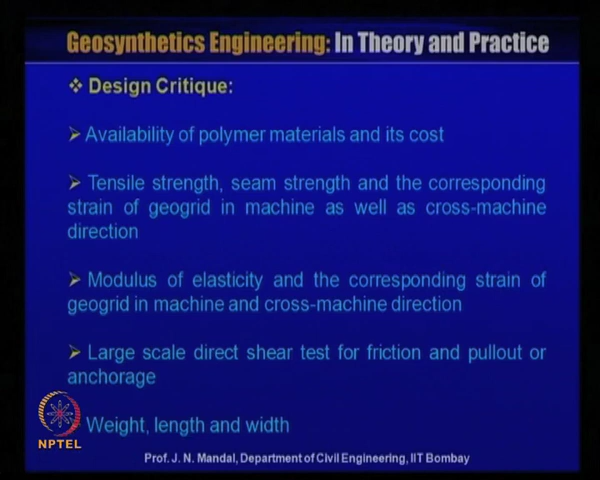 Geosynthetics Engineering: In Theory and Practice
❖ Design Critique:
➤ Availability of polymer materials and its cost
➤ Tensile strength, seam strength and the corresponding
strain of geogrid in machine as well as cross-machine
direction
➤ Modulus of elasticity and the corresponding strain of
geogrid in machine and cross-machine direction
➤ Large scale direct shear test for friction and pullout or
anchorage
Weight, length and width
NPTEL
Prof. J. N. Mandal, Department of Civil Engineering, IIT Bombay